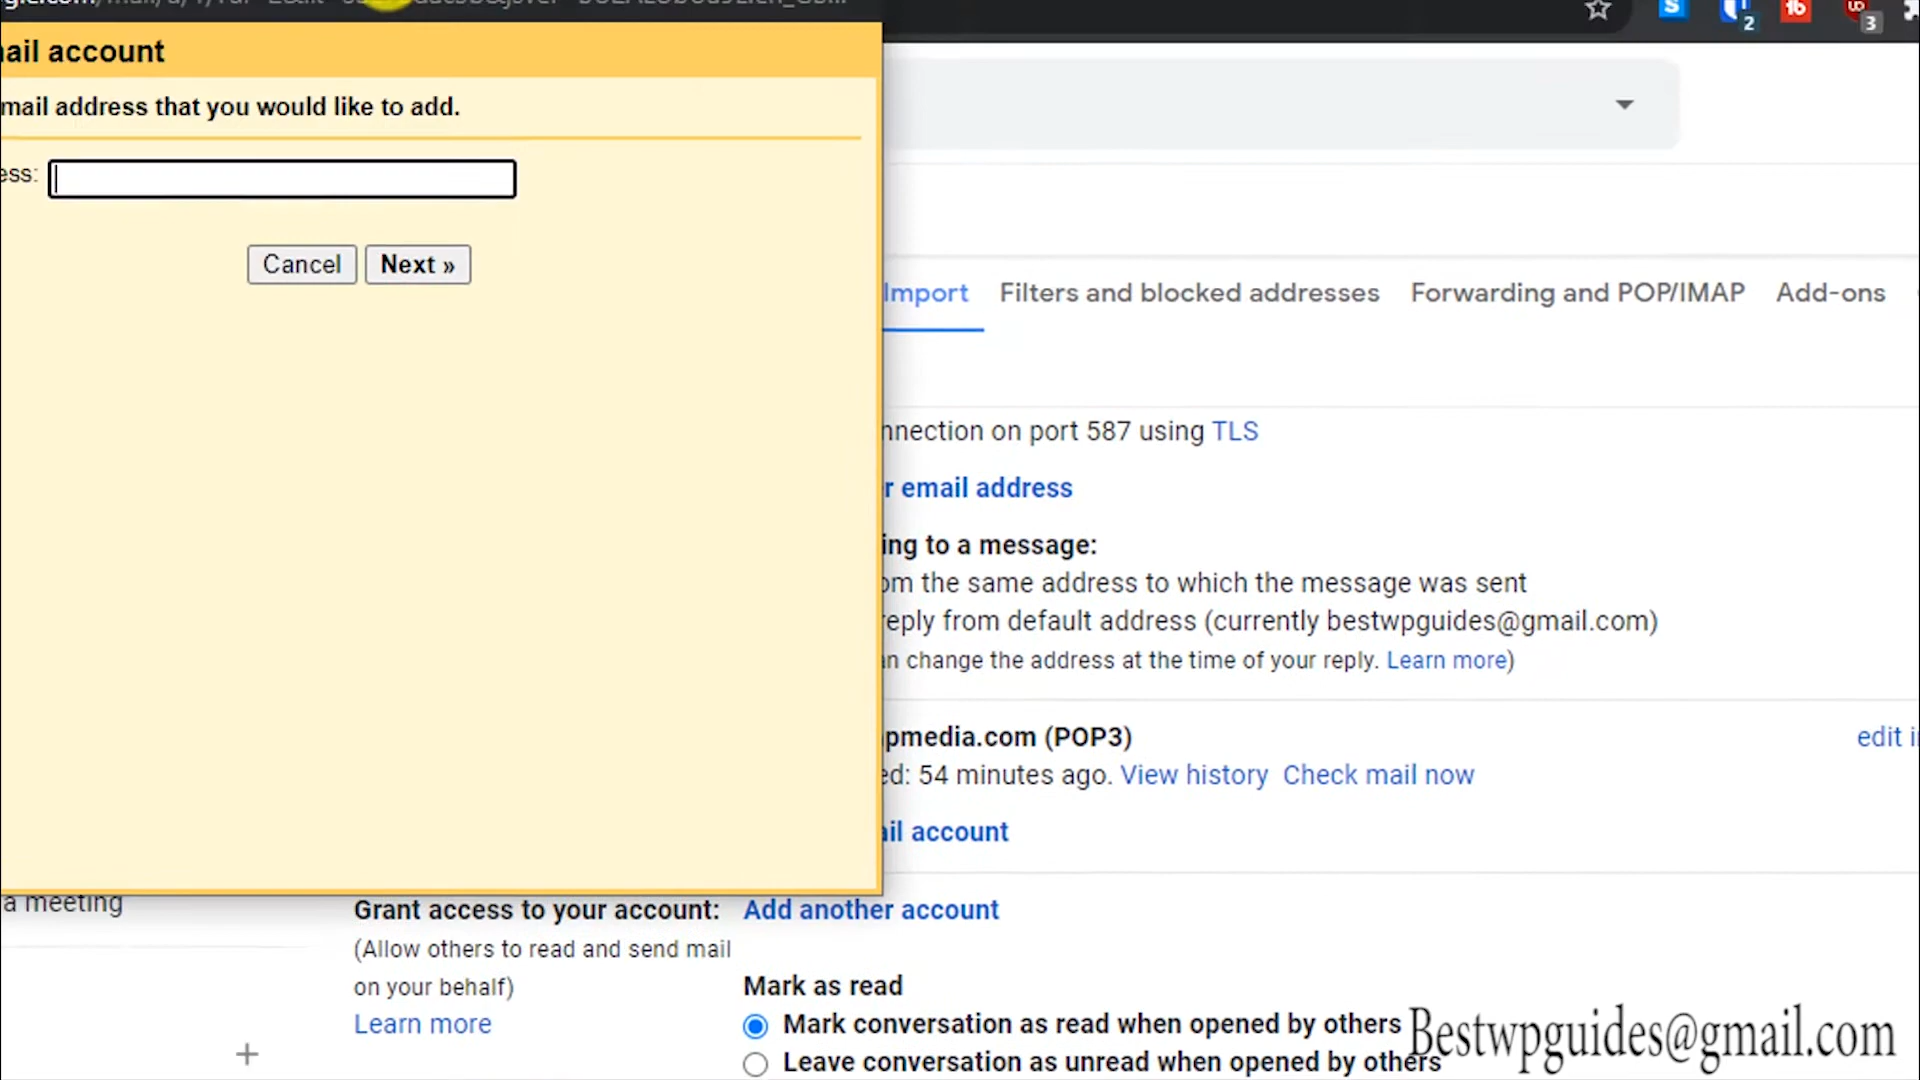 ail account
mail address that you would like to add.
ess:
Cancel
Next »
2
3
Import
Filters and blocked addresses
Forwarding and POP/IMAP
Add-ons
nnection on port 587 using TLS
r email address
ing to a message:
om the same address to which the message was sent
reply from default address (currently bestwpguides@gmail.com)
an change the address at the time of your reply. Learn more)
pmedia.com (POP3)
edit i
ed: 54 minutes ago. View history Check mail now
ail account
a meeting
Grant access to your account:
Add another account
(Allow others to read and send mail
on your behalf)
Learn more
Mark as read
Mark conversation as read when opened by others
Leave conversation as unread when opened by others
Bestwpguides@gmail.com